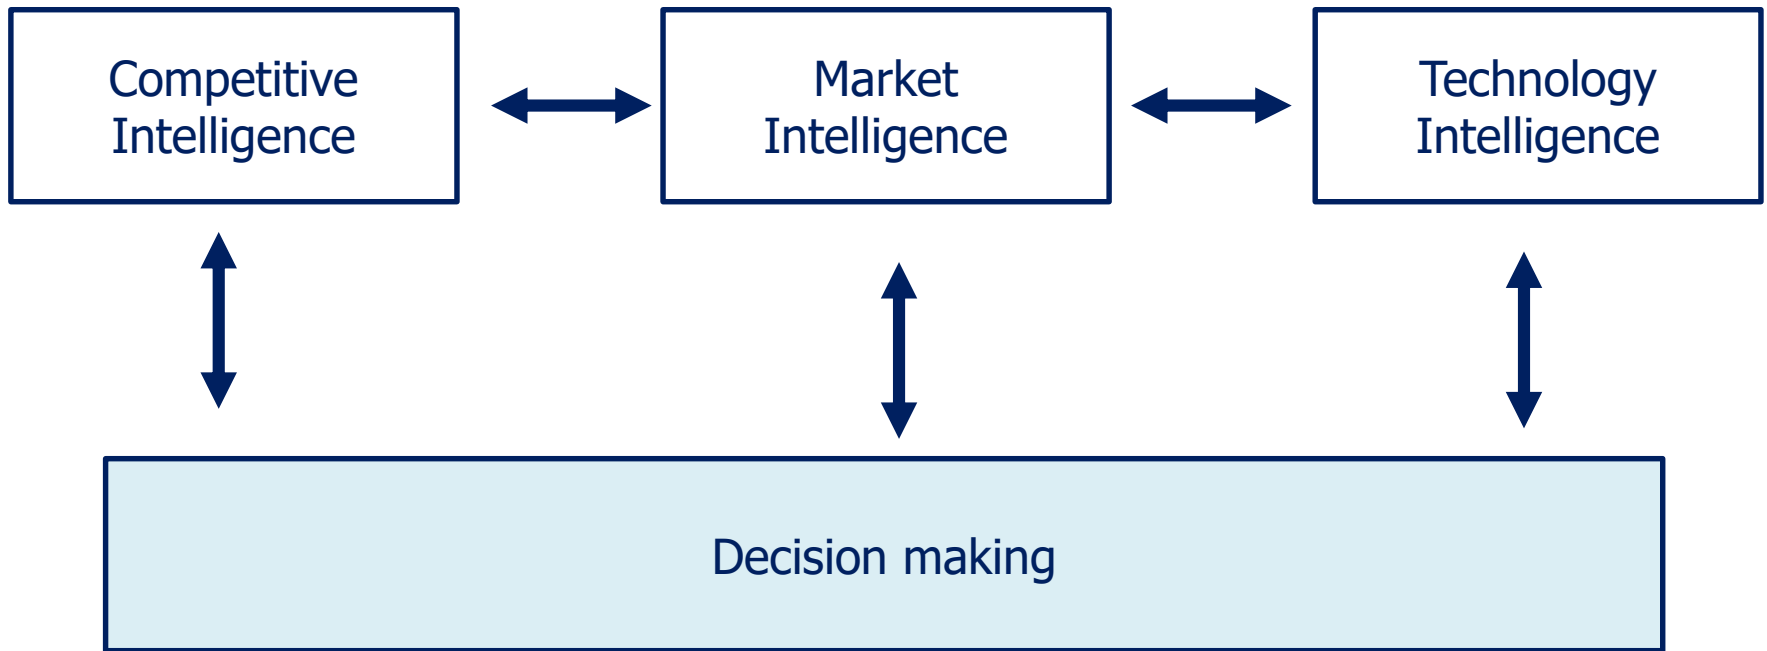 Competitive
Intelligence
Market
Intelligence
Technology
Intelligence
Decision making